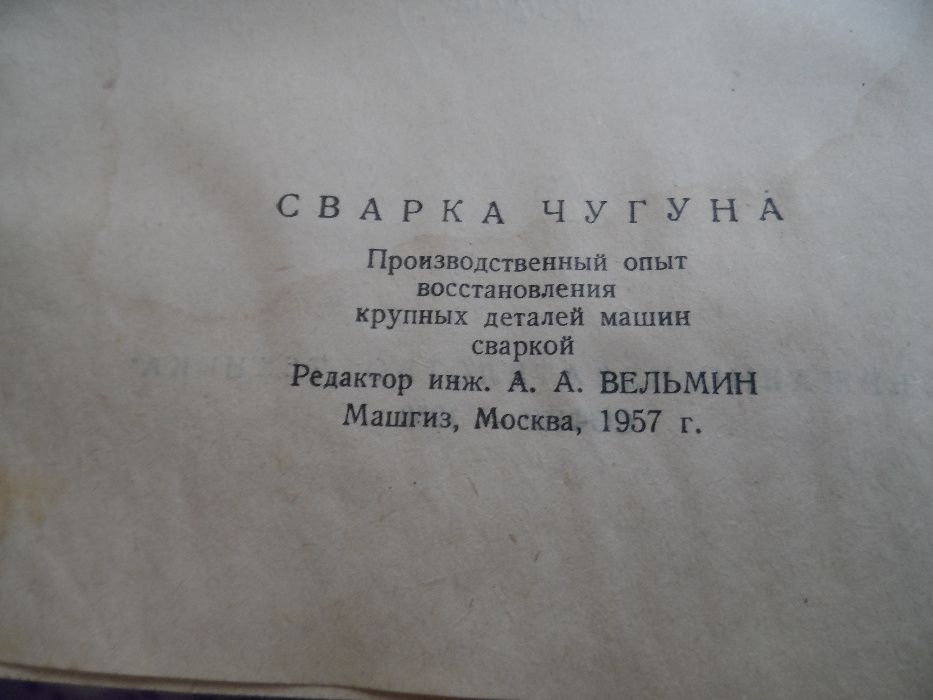 СВАРКА ЧУГУНА
Производственный опыт
восстановления
крупных деталей машин
сваркой
Редактор инж. А. А. ВЕЛЬМИН
Машгиз, Москва, 1957 г.